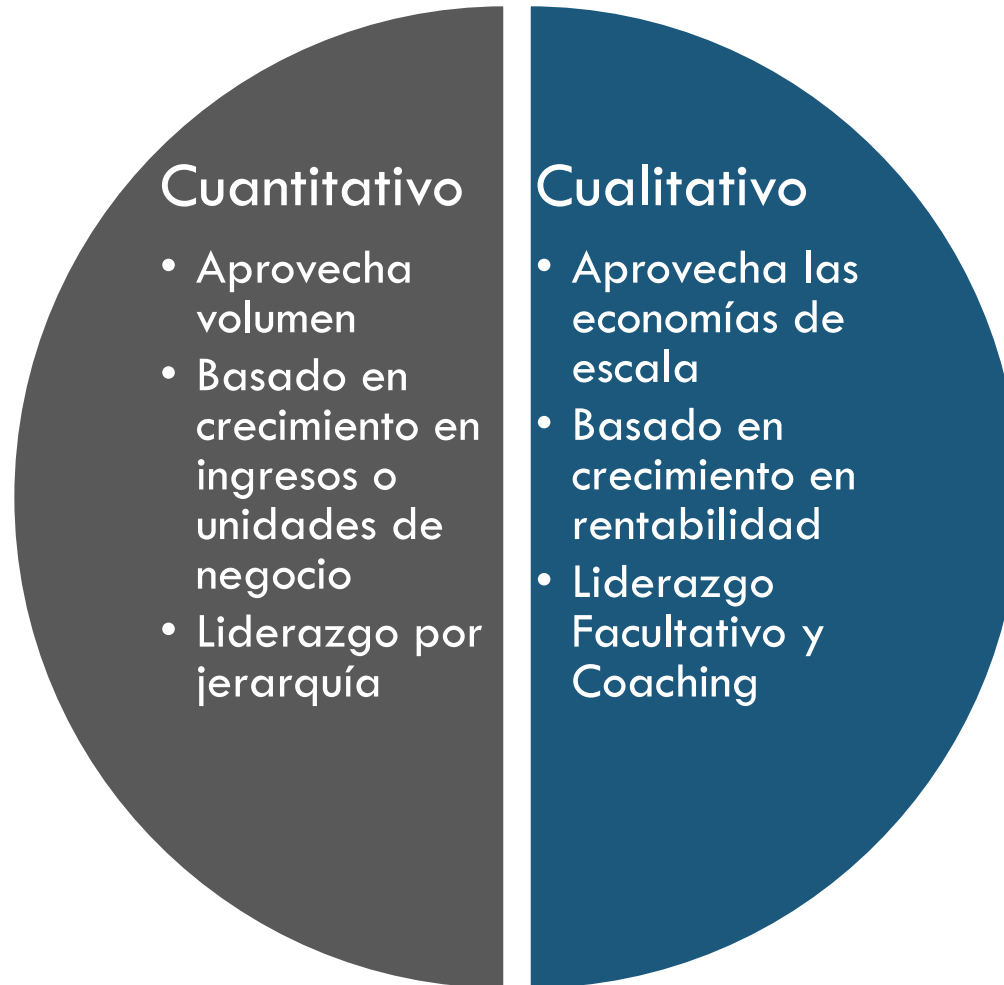 Cuantitativo
• Aprovecha
volumen
• Basado en
crecimiento en
ingresos o
unidades de
negocio
• Liderazgo por
jerarquía
Cualitativo
• Aprovecha las
economías de
escala
• Basado en
crecimiento en
rentabilidad
• Liderazgo
Facultativo y
Coaching